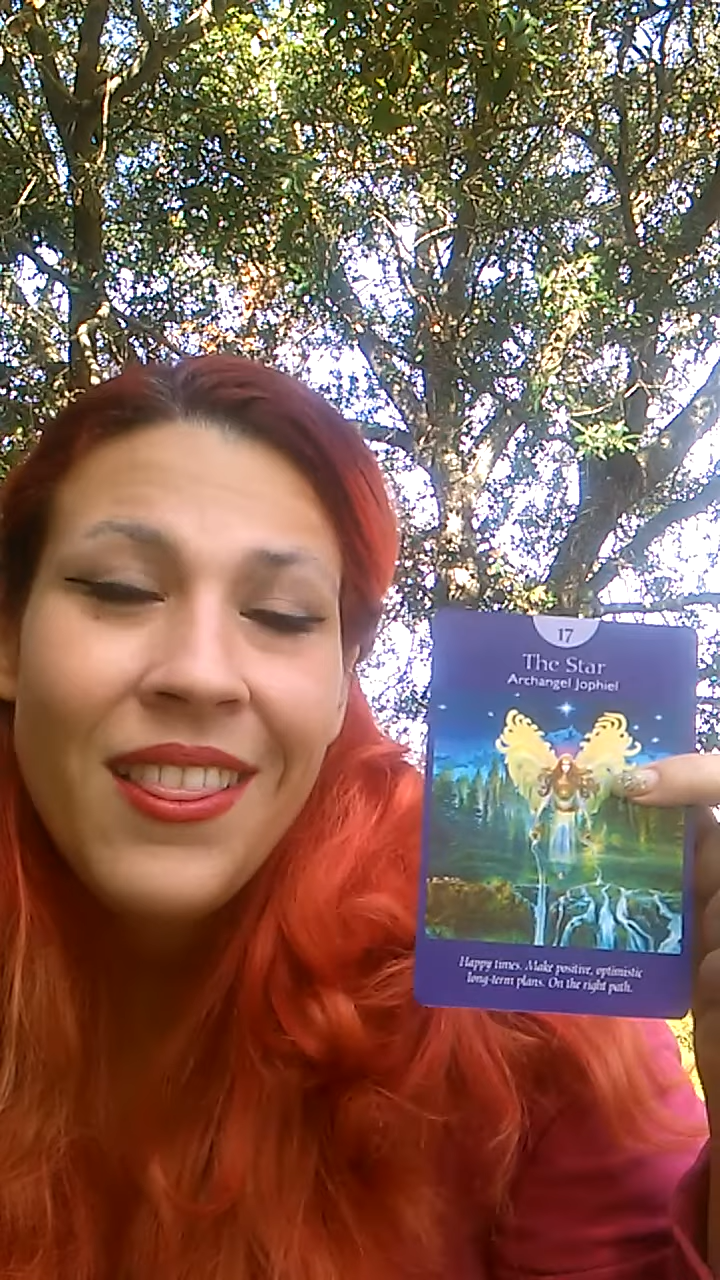 17
The Star
Archangel Jophiel
Happy times. Make positive, optimistic
long-term plans. On the right path.